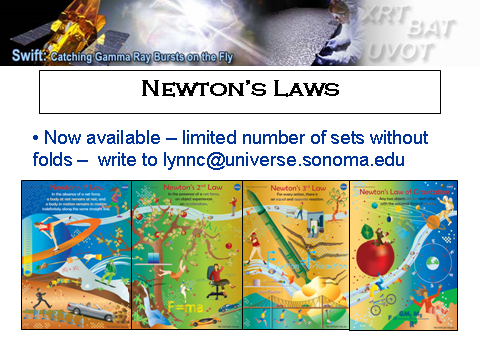 XRT
BAT
UVOT
Swift: Catching Gamma Ray Bursts on the Fly
NEWTON'S LAWS
• Now available – limited number of sets without
folds – write to lynnc@universe.sonoma.edu
Newton's 1st Law
In the absence of a net force,
a body at rest remains at rest, and
a body in motion remains in motion
indefinitely along the same straight line.
Newton's 2nd Law
In the presence of a net force,
an object experiences
F=ma
Newton's 3rd Law
For every action, there is
an equal and opposite reaction.
Newton's Law of
Any two objects